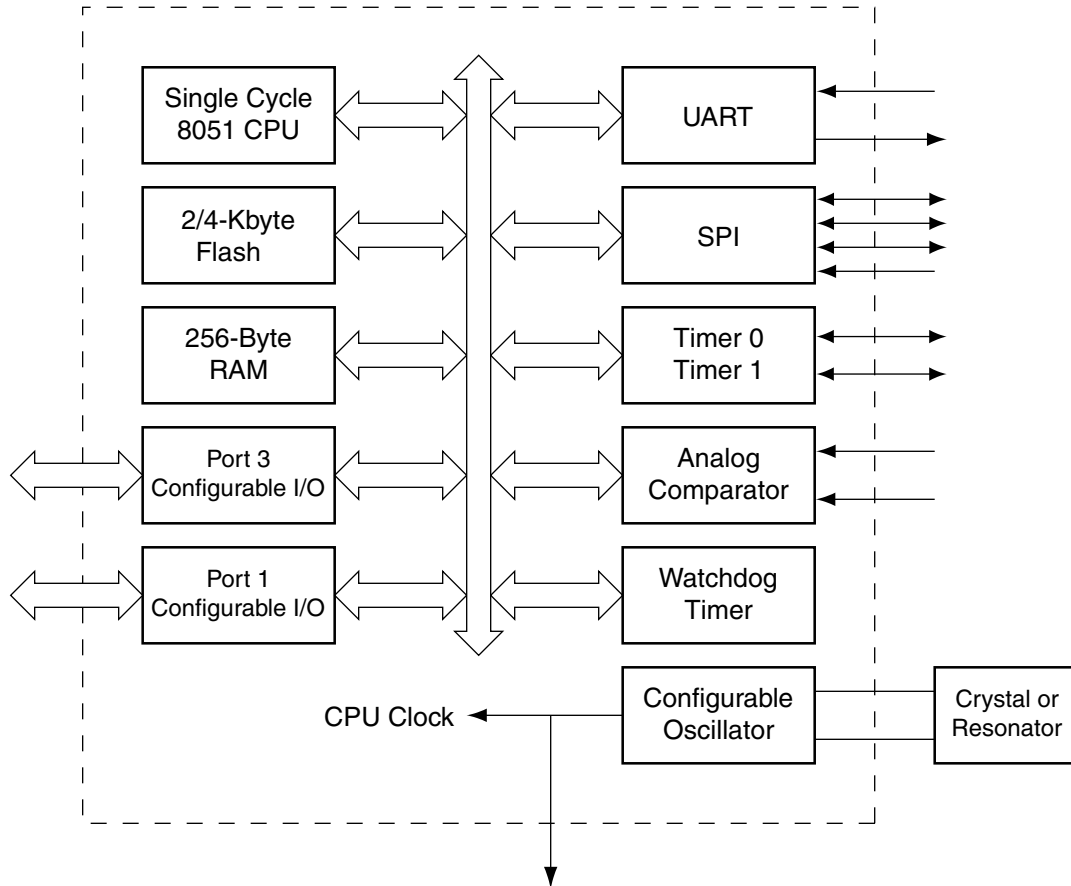 Single Cycle
8051 CPU
UART
2/4-Kbyte
Flash
SPI
256-Byte
RAM
Timer 0
Timer 1
Port 3
Configurable I/O
Analog
Comparator
Port 1
Configurable I/O
Watchdog
Timer
CPU Clock
Configurable
Oscillator
Crystal or
Resonator